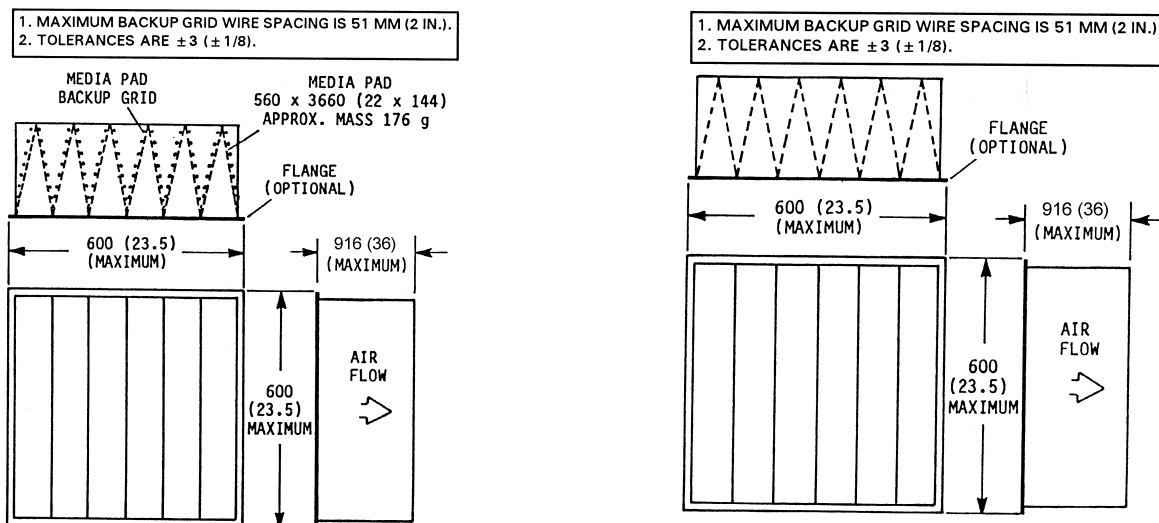 1. MAXIMUM BACKUP GRID WIRE SPACING IS 51 MM (2 IN.).
2. TOLERANCES ARE ±3 (±1/8).
MEDIA PAD
BACKUP GRID
MEDIA PAD
560 x 3660 (22 x 144)
APPROX. MASS 176 g
FLANGE
(OPTIONAL)
600 (23.5)
(MAXIMUM)
916 (36)
(MAXIMUM)
600
(23.5)
MAXIMUM
AIR
FLOW
1. MAXIMUM BACKUP GRID WIRE SPACING IS 51 MM (2 IN.)
2. TOLERANCES ARE ±3 (±1/8).
FLANGE
(OPTIONAL)
600 (23.5)
(MAXIMUM)
916 (36)
(MAXIMUM)
600
(23.5)
MAXIMUM
AIR
FLOW